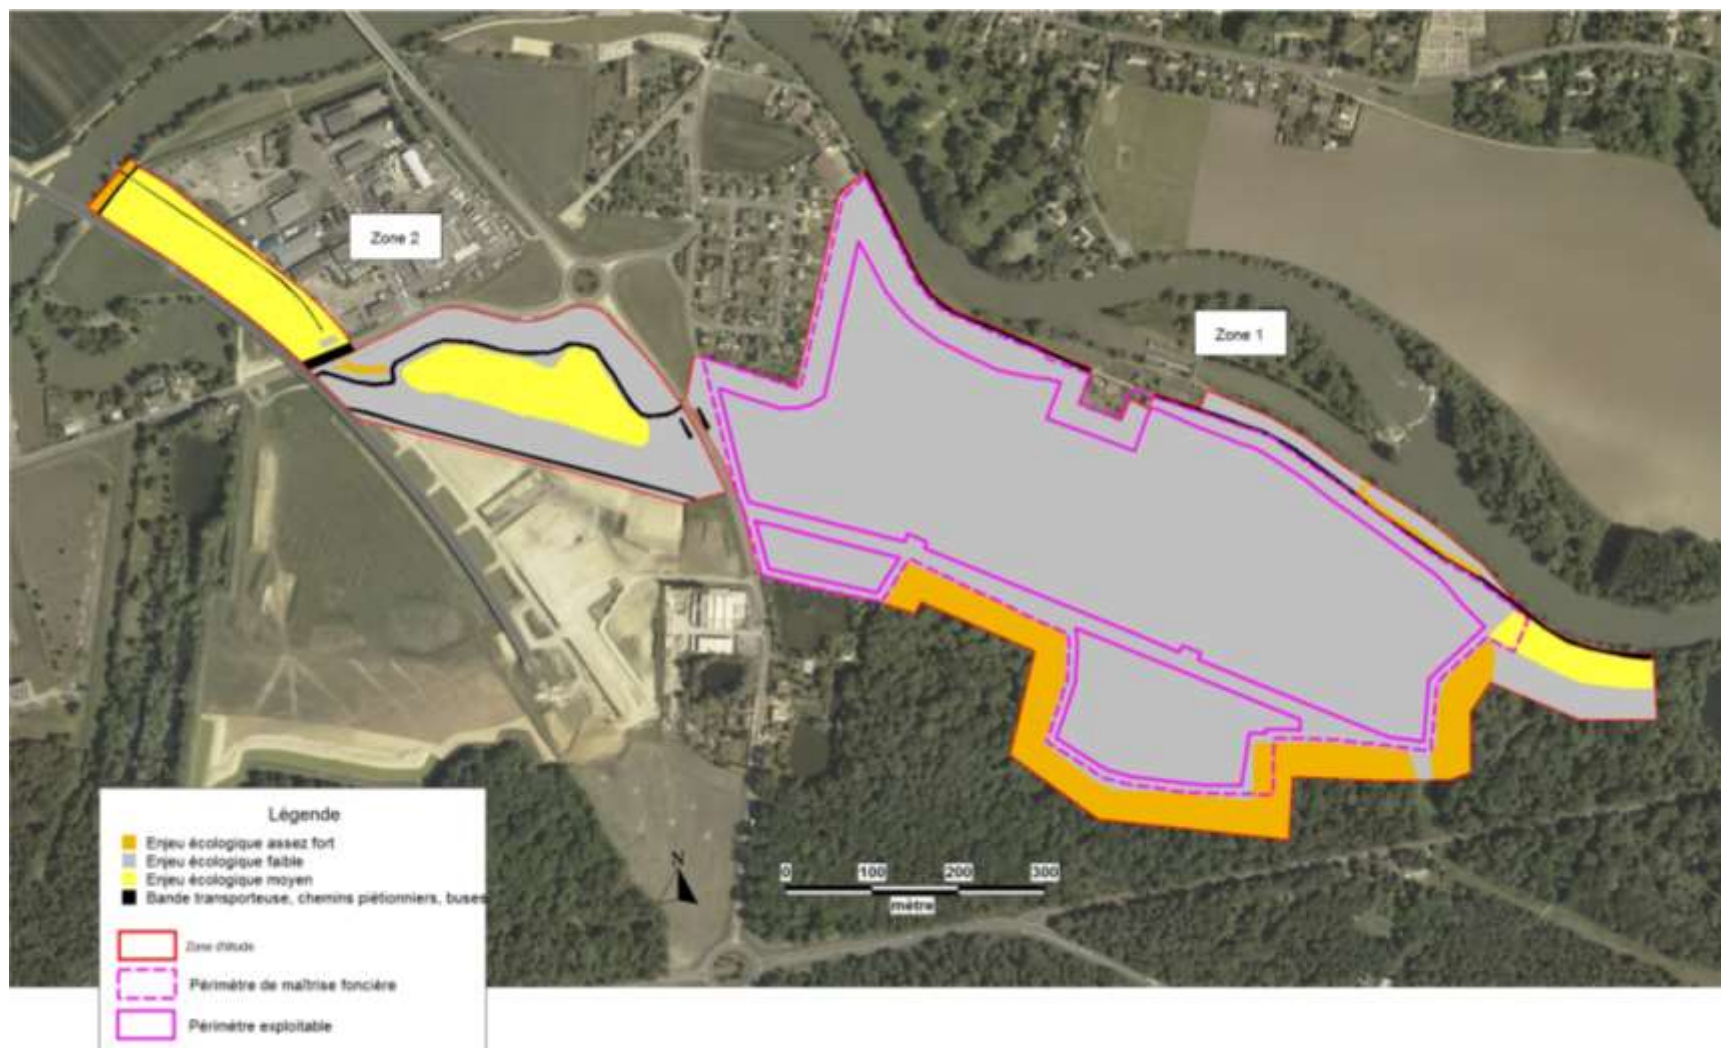 Zone 2
Zone 1
Légende
Enjeu écologique assez fort
Enjeu écologique faible
Enjeu écologique moyen
Bande transporteuse, chemins piétionniers, buses
Zone d'étude
Périmètre de maîtrise foncière
Périmètre exploitable
N
0 100 200 300
mètre